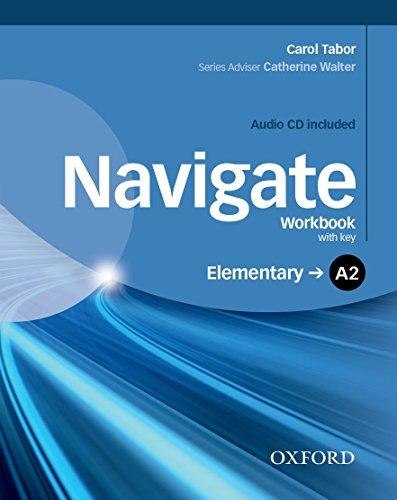 Carol Tabor
Series Adviser Catherine Walter
Audio CD included
Navigate
Workbook
with key
Elementary → A2
OXFORD